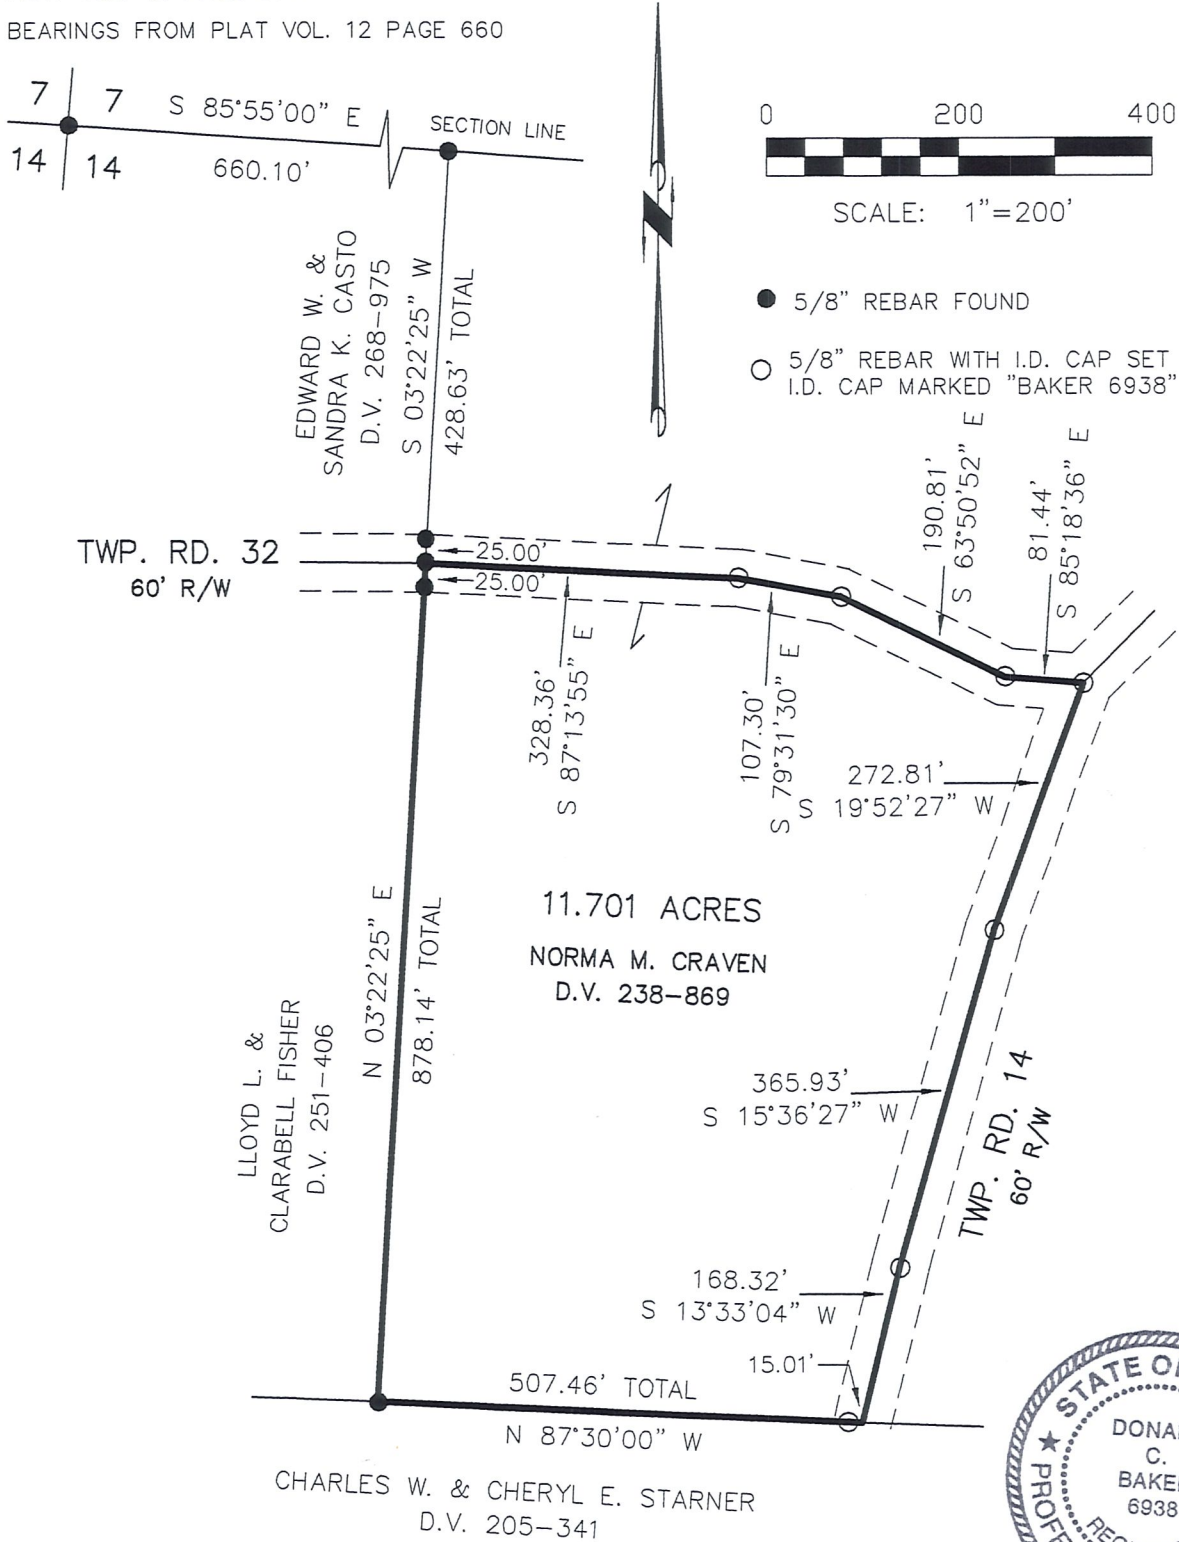 BEARINGS FROM PLAT VOL. 12 PAGE 660
7
7
S 85°55'00" E
SECTION LINE
14
14
660.10'
0
200
400
SCALE: 1"=200'
N
EDWARD W. &
SANDRA K. CASTO
D.V. 268-975
S 03°22'25" W
428.63' TOTAL
5/8" REBAR FOUND
5/8" REBAR WITH I.D. CAP SET
I.D. CAP MARKED "BAKER 6938"
TWP. RD. 32
60' R/W
25.00'
25.00'
328.36'
S 87°13'55" E
107.30'
S 79°31'30" E
190.81'
S 63°50'52" E
81.44'
S 85°18'36" E
272.81'
S 19°52'27" W
11.701 ACRES
NORMA M. CRAVEN
D.V. 238-869
N 03°22'25" E
878.14' TOTAL
LLOYD L. &
CLARABELL FISHER
D.V. 251-406
365.93'
S 15°36'27" W
TWP. RD. 14
60' R/W
168.32'
S 13°33'04" W
15.01'
507.46' TOTAL
N 87°30'00" W
CHARLES W. & CHERYL E. STARNER
D.V. 205-341
STATE O
DONA
C.
BAKE
6938
PROF